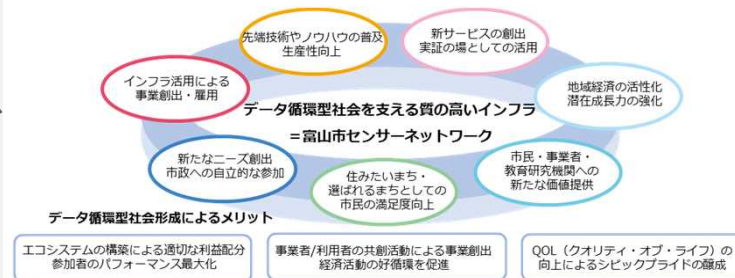 先端技術やノウハウの普及
生産性向上
新サービスの創出
実証の場としての活用
インフラ活用による
事業創出・雇用
地域経済の活性化
潜在成長力の強化
データ循環型社会を支える質の高いインフラ
＝富山市センサーネットワーク
新たなニーズ創出
市政への自立的な参加
住みたいまち・
選ばれるまちとしての
市民の満足度向上
市民・事業者・
教育研究機関への
新たな価値提供
データ循環型社会形成によるメリット
エコシステムの構築による適切な利益配分
参加者のパフォーマンス最大化
事業者/利用者の共創活動による事業創出
経済活動の好循環を促進
QOL（クオリティ・オブ・ライフ）の
向上によるシビックプライドの醸成